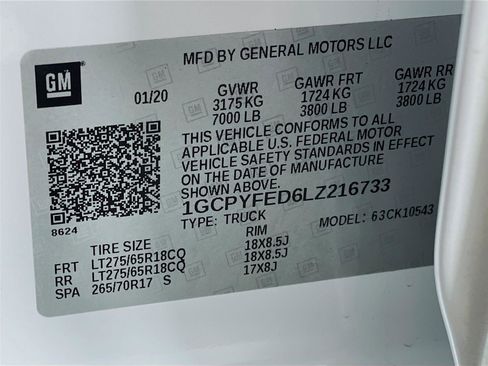 MFD BY GENERAL MOTORS LLC
GM
01/20 GVWR GAWR FRT GAWR RR
3175 KG 1724 KG 1724 KG
7000 LB 3800 LB 3800 LB
THIS VEHICLE CONFORMS TO ALL
APPLICABLE U.S. FEDERAL MOTOR
VEHICLE SAFETY STANDARDS IN EFFECT
ON THE DATE OF MANUFACTURE
SHOWN ABOVE.
1GCPYFED6LZ216733
8624 TYPE: TRUCK MODEL: 63CK10543
TIRE SIZE RIM
FRT LT275/65R18CQ 18X8.5J
RR LT275/65R18CQ 18X8.5J
SPA 265/70R17 S 17X8J